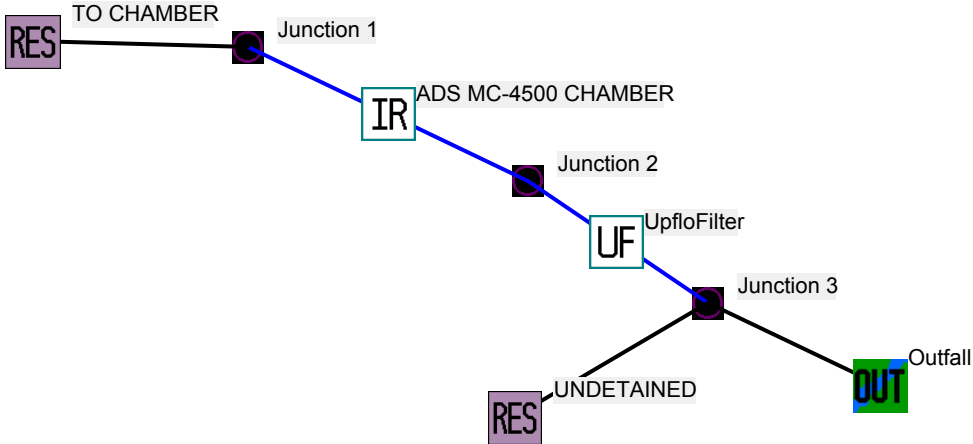 TO CHAMBER
RES
Junction 1
ADS MC-4500 CHAMBER
IR
Junction 2
UpfloFilter
UF
Junction 3
Outfall
OUT
UNDETAINED
RES